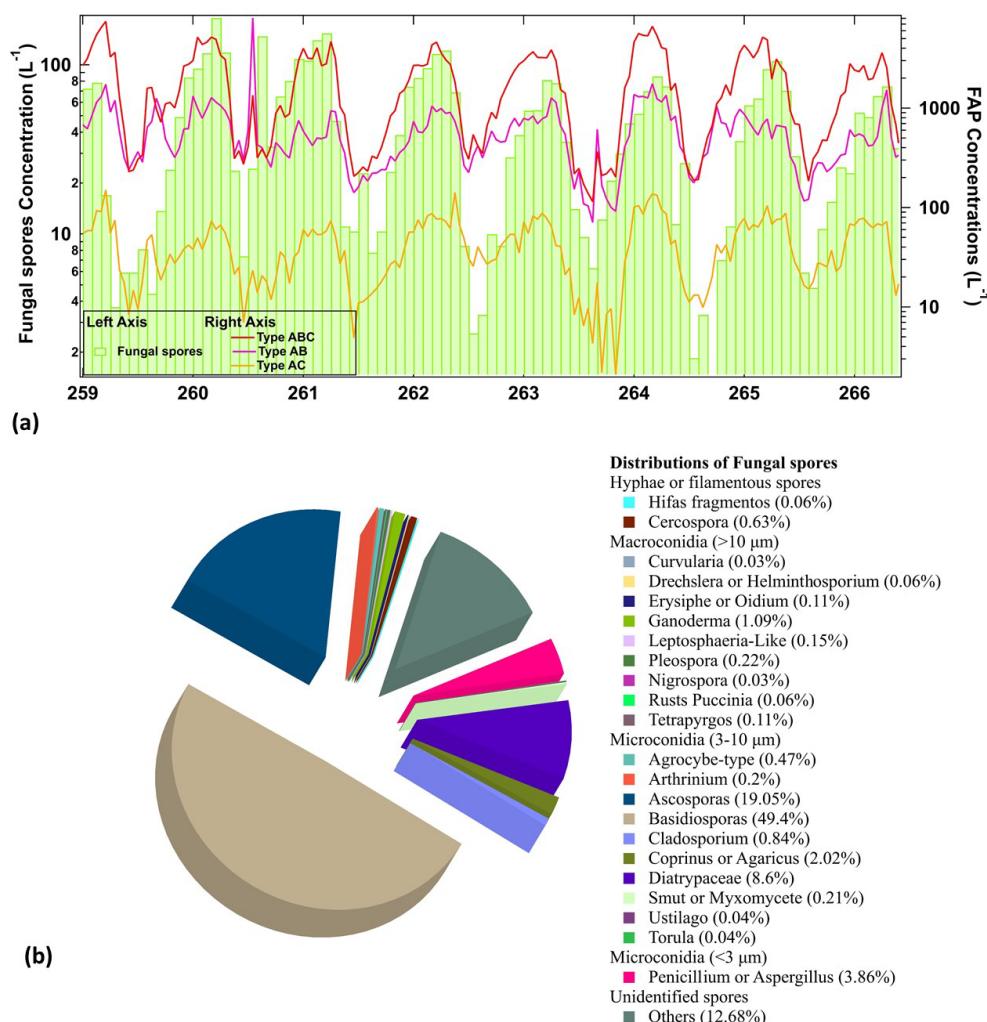 100
8
6
4
2
10
8
6
4
2
Fungal spores Concentration (L⁻¹)
1000
100
10
FAP Concentrations (L⁻¹)
Left Axis
Right Axis
Fungal spores
Type ABC
Type AB
Type AC
259 260 261 262 263 264 265 266
(a)
Distributions of Fungal spores
Hyphae or filamentous spores
Hifas fragmentos (0.06%)
Cercospora (0.63%)
Macroconidia (>10 μm)
Curvularia (0.03%)
Drechslera or Helminthosporium (0.06%)
Erysiphe or Oidium (0.11%)
Ganoderma (1.09%)
Leptosphaeria-Like (0.15%)
Pleospora (0.22%)
Nigrospora (0.03%)
Rusts Puccinia (0.06%)
Tetrapyrgos (0.11%)
Microconidia (3-10 μm)
Agrocybe-type (0.47%)
Arthrinium (0.2%)
Ascosporas (19.05%)
Basidiosporas (49.4%)
Cladosporium (0.84%)
Coprinus or Agaricus (2.02%)
Diatrypaceae (8.6%)
Smut or Myxomycete (0.21%)
Ustilago (0.04%)
Torula (0.04%)
Microconidia (<3 μm)
Penicillium or Aspergillus (3.86%)
Unidentified spores
Others (12.68%)
(b)